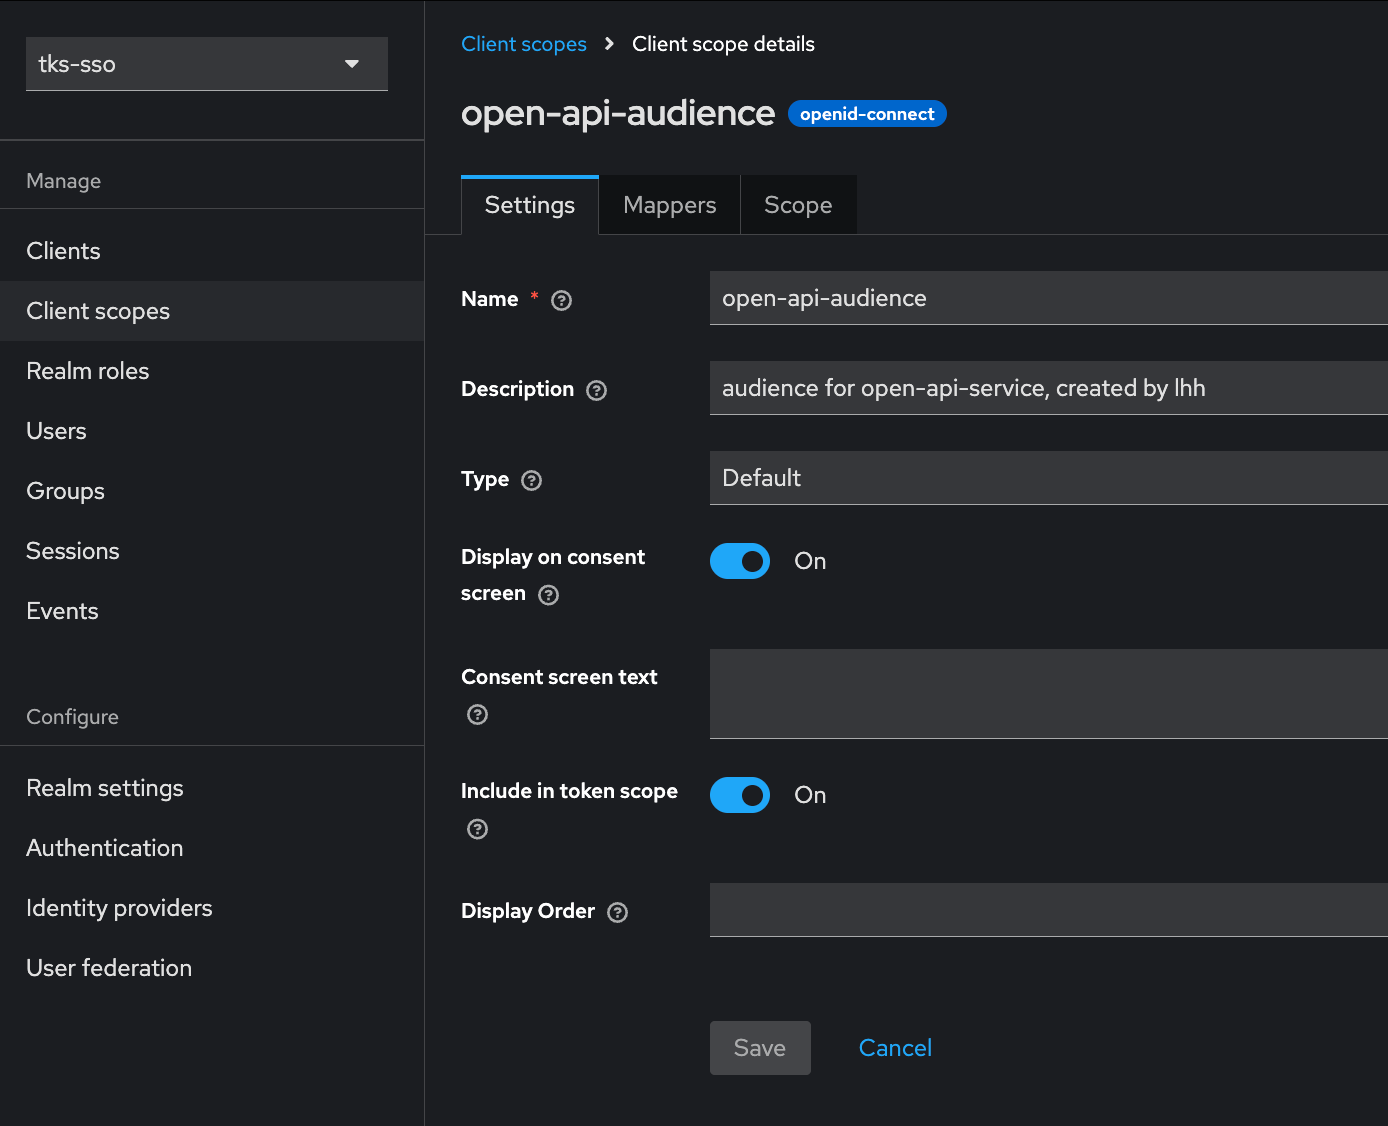 tks-sso
Manage
Clients
Client scopes
Realm roles
Users
Groups
Sessions
Events
Configure
Realm settings
Authentication
Identity providers
User federation
Client scopes > Client scope details
open-api-audience openid-connect
Settings Mappers Scope
Name * open-api-audience
Description audience for open-api-service, created by lhh
Type Default
Display on consent
screen
On
Consent screen text
Include in token scope On
Display Order
Save Cancel